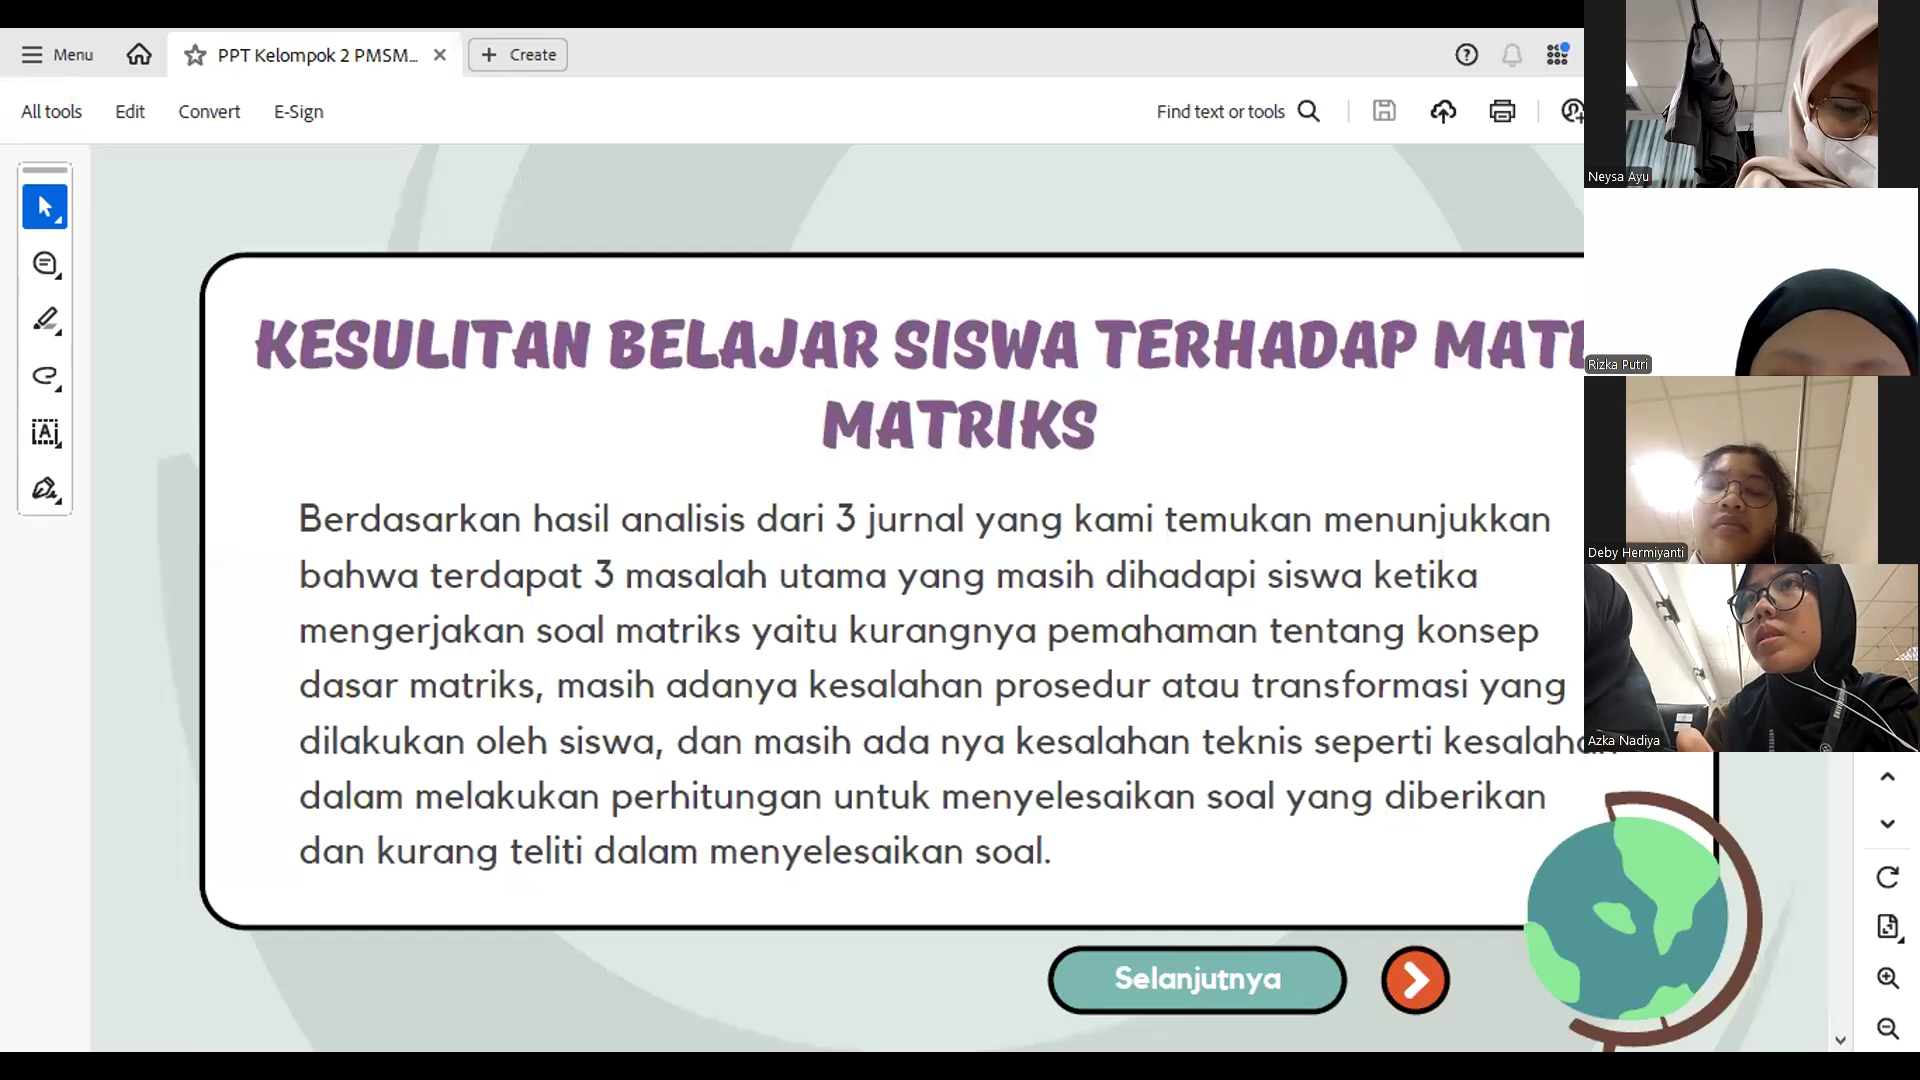 Menu
PPT Kelompok 2 PMSM...
Create
All tools
Edit
Convert
E-Sign
Find text or tools
KESULITAN BELAJAR SISWA TERHADAP
MATRIKS
Berdasarkan hasil analisis dari 3 jurnal yang kami temukan menunjukkan
bahwa terdapat 3 masalah utama yang masih dihadapi siswa ketika
mengerjakan soal matriks yaitu kurangnya pemahaman tentang konsep
dasar matriks, masih adanya kesalahan prosedur atau transformasi yang
dilakukan oleh siswa, dan masih ada nya kesalahan teknis seperti kesalahan
dalam melakukan perhitungan untuk menyelesaikan soal yang diberikan
dan kurang teliti dalam menyelesaikan soal.
Selanjutnya
Neysa Ayu
Rizka Putri
Deby Hermiyanti
Azka Nadiya